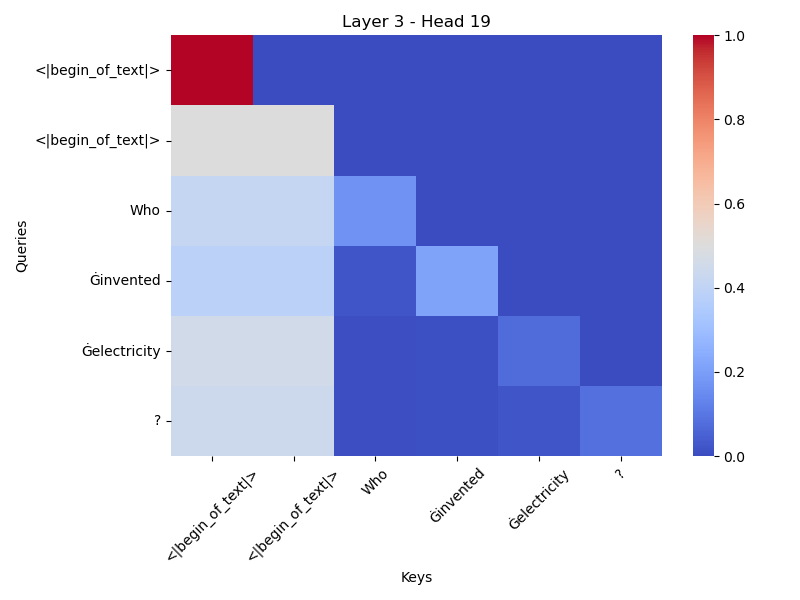 Layer 3 - Head 19
<|begin_of_text|>
<|begin_of_text|>
Who
Ġinvented
Ġelectricity
?
Queries
<|begin_of_text|>
<|begin_of_text|>
Who
Ġinvented
Ġelectricity
?
Keys
1.0
0.8
0.6
0.4
0.2
0.0